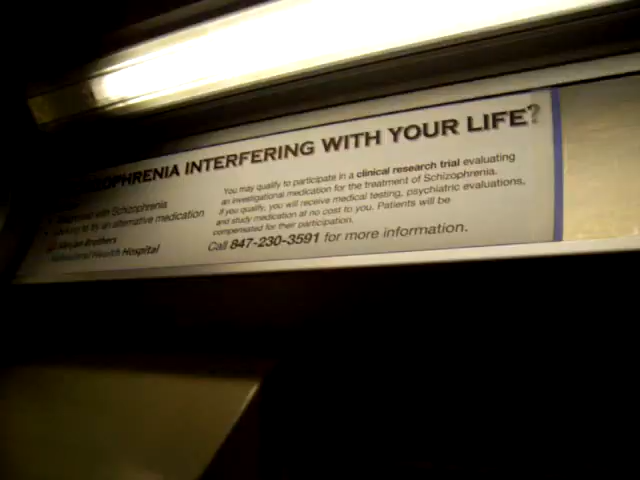 OPHRENIA INTERFERING WITH YOUR LIFE?
with Schizophrenia
to try an alternative medication
Brothers
Health Hospital
You may qualify to participate in a clinical research trial evaluating
an investigational medication for the treatment of Schizophrenia.
If you qualify, you will receive medical testing, psychiatric evaluations,
and study medication at no cost to you. Patients will be
compensated for their participation.
Call 847-230-3591 for more information.